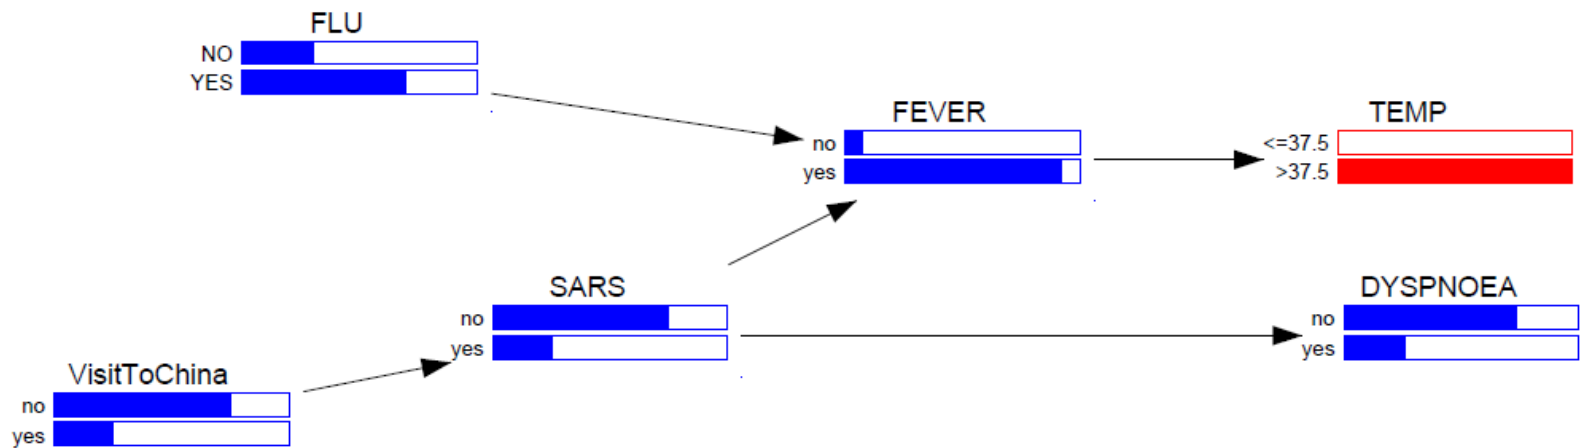 FLU
NO
YES
FEVER
no
yes
TEMP
<=37.5
>37.5
SARS
no
yes
DYSPNOEA
no
yes
VisitToChina
no
yes